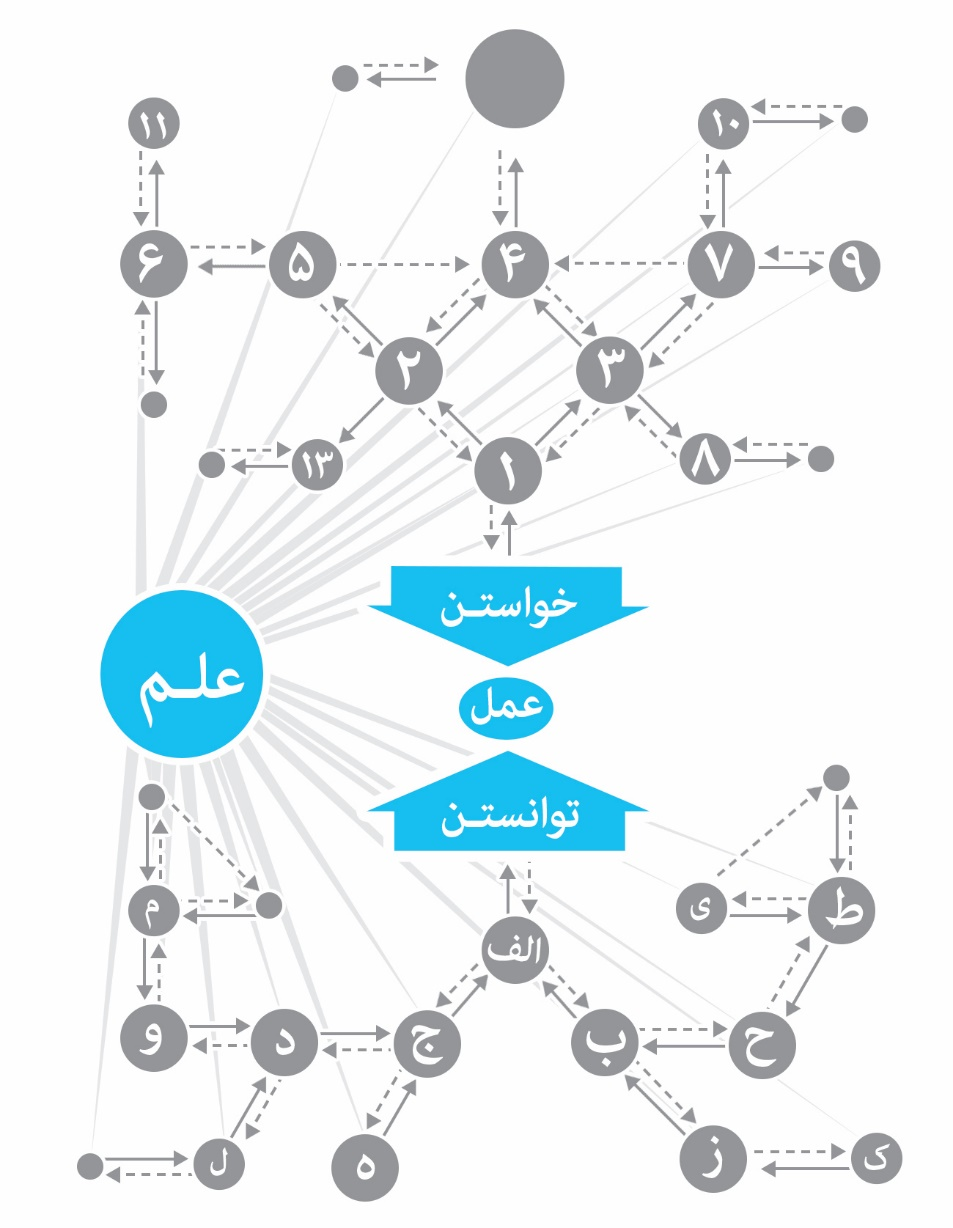 ۱۱
۱۰
۶
۵
۴
۷
۹
۲
۳
۱۳
۱
۸
خواستن
علم
عمل
توانستن
ط
ی
م
الف
و
د
ج
ب
ح
ل
ه
ز
ک